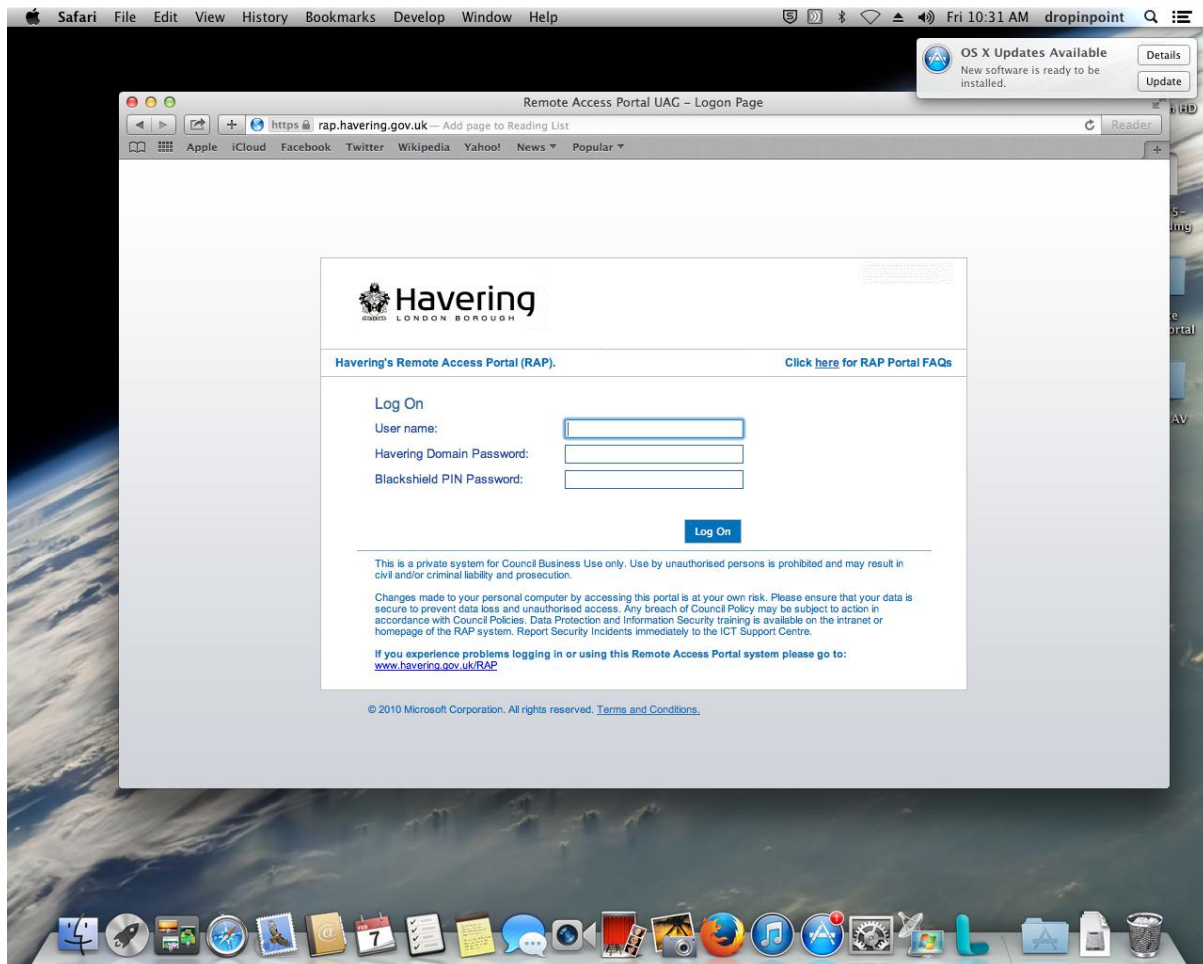 Safari File Edit View History Bookmarks Develop Window Help Fri 10:31 AM dropinpoint
OS X Updates Available
New software is ready to be
installed.
Details
Update
Remote Access Portal UAG – Logon Page
https rap.havering.gov.uk — Add page to Reading List Reader
Apple iCloud Facebook Twitter Wikipedia Yahoo! News Popular
Havering
LONDON BOROUGH
Havering's Remote Access Portal (RAP). Click here for RAP Portal FAQs
Log On
User name:
Havering Domain Password:
Blackshield PIN Password:
Log On
This is a private system for Council Business Use only. Use by unauthorised persons is prohibited and may result in
civil and/or criminal liability and prosecution.
Changes made to your personal computer by accessing this portal is at your own risk. Please ensure that your data is
secure to prevent data loss and unauthorised access. Any breach of Council Policy may be subject to action in
accordance with Council Policies. Data Protection and Information Security training is available on the intranet or
homepage of the RAP system. Report Security Incidents immediately to the ICT Support Centre.
If you experience problems logging in or using this Remote Access Portal system please go to:
www.havering.gov.uk/RAP
© 2010 Microsoft Corporation. All rights reserved. Terms and Conditions.
HD
AV
FEB
7
1